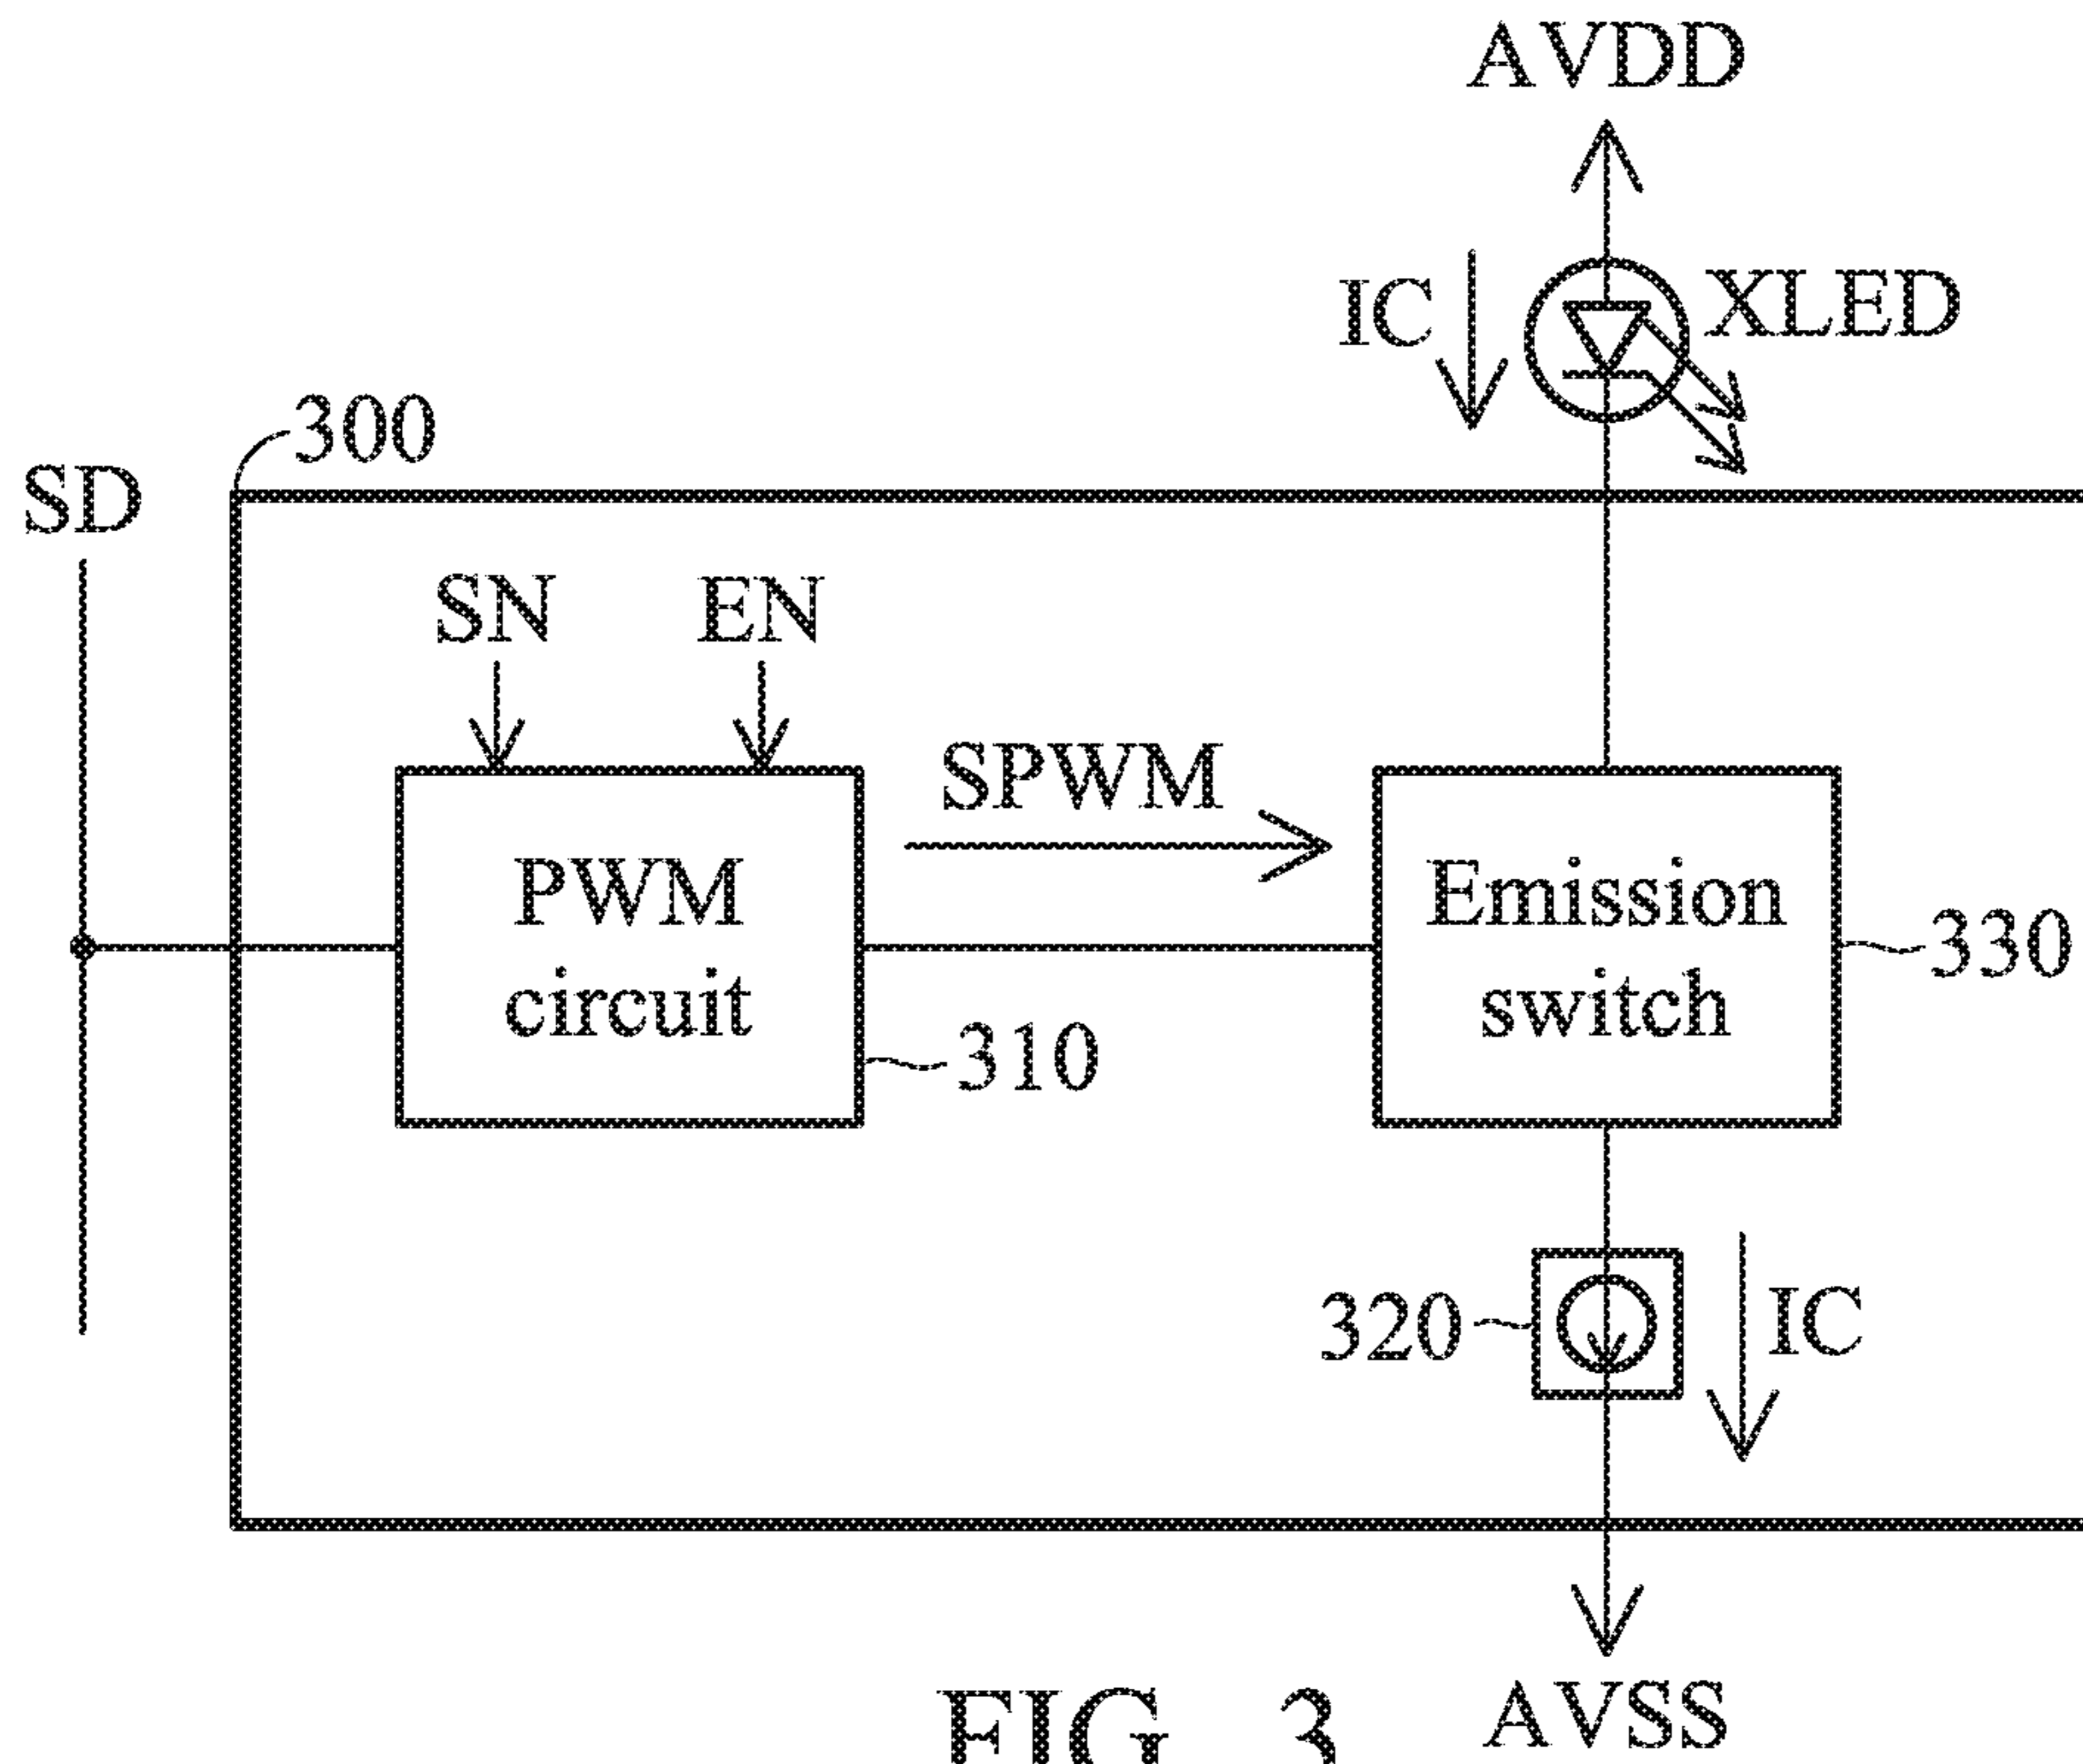 AVDD
IC
XLED
300
SD
SN
EN
SPWM
PWM
circuit
Emission
switch
330
310
320
IC
AVSS
FIG. 3